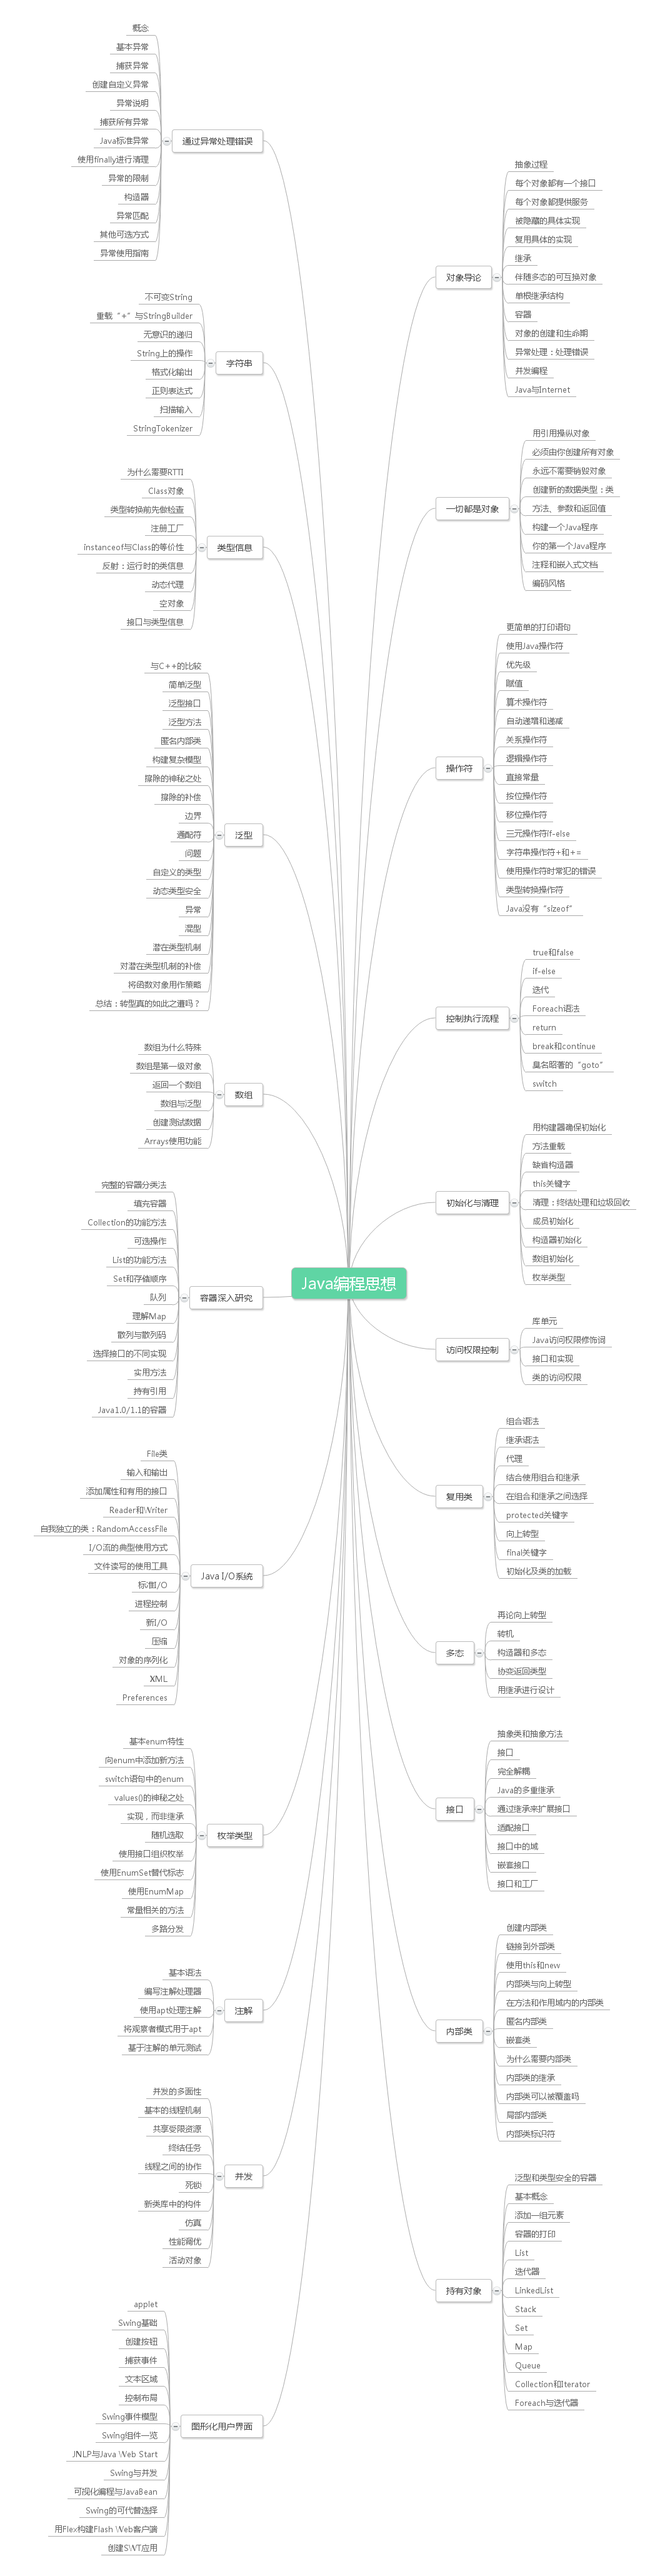 Java编程思想
对象导论
抽象过程
每个对象都有一个接口
每个对象都提供服务
被隐藏的具体实现
复用具体的实现
继承
伴随多态的可互换对象
单根继承结构
容器
对象的创建和生命期
异常处理：处理错误
并发编程
Java与Internet
一切都是对象
用引用操纵对象
必须由你创建所有对象
永远不需要销毁对象
创建新的数据类型：类
方法、参数和返回值
构建一个Java程序
你的第一个Java程序
注释和嵌入式文档
编码风格
操作符
更简单的打印语句
使用Java操作符
优先级
赋值
算术操作符
自动递增和递减
关系操作符
逻辑操作符
直接常量
按位操作符
移位操作符
三元操作符if-else
字符串操作符+和+=
使用操作符时常犯的错误
类型转换操作符
Java没有“sizeof”
控制执行流程
true和false
if-else
迭代
Foreach语法
return
break和continue
臭名昭著的“goto”
switch
初始化与清理
用构建器确保初始化
方法重载
缺省构造器
this关键字
清理：终结处理和垃圾回收
成员初始化
构造器初始化
数组初始化
枚举类型
访问权限控制
库单元
Java访问权限修饰词
接口和实现
类的访问权限
复用类
组合语法
继承语法
代理
结合使用组合和继承
在组合和继承之间选择
protected关键字
向上转型
final关键字
初始化及类的加载
多态
再论向上转型
转机
构造器和多态
协变返回类型
用继承进行设计
接口
抽象类和抽象方法
接口
完全解耦
Java的多重继承
通过继承来扩展接口
适配接口
接口中的域
嵌套接口
接口和工厂
内部类
创建内部类
链接到外部类
使用this和new
内部类与向上转型
在方法和作用域内的内部类
匿名内部类
嵌套类
为什么需要内部类
内部类的继承
内部类可以被覆盖吗
局部内部类
内部类标识符
持有对象
泛型和类型安全的容器
基本概念
添加一组元素
容器的打印
List
迭代器
LinkedList
Stack
Set
Map
Queue
Collection和Iterator
Foreach与迭代器
通过异常处理错误
概念
基本异常
捕获异常
创建自定义异常
异常说明
捕获所有异常
Java标准异常
使用finally进行清理
异常的限制
构造器
异常匹配
其他可选方式
异常使用指南
字符串
不可变String
重载“+”与StringBuilder
无意识的递归
String上的操作
格式化输出
正则表达式
扫描输入
StringTokenizer
类型信息
为什么需要RTTI
Class对象
类型转换前先做检查
注册工厂
instanceof与Class的等价性
反射：运行时的类信息
动态代理
空对象
接口与类型信息
泛型
与C++的比较
简单泛型
泛型接口
泛型方法
匿名内部类
构建复杂模型
擦除的神秘之处
擦除的补偿
边界
通配符
问题
自定义的类型
动态类型安全
异常
混型
潜在类型机制
对潜在类型机制的补偿
将函数对象用作策略
总结：转型真的如此之遭吗？
数组
数组为什么特殊
数组是第一级对象
返回一个数组
数组与泛型
创建测试数据
Arrays使用功能
容器深入研究
完整的容器分类法
填充容器
Collection的功能方法
可选操作
List的功能方法
Set和存储顺序
队列
理解Map
散列与散列码
选择接口的不同实现
实用方法
持有引用
Java1.0/1.1的容器
Java I/O系统
File类
输入和输出
添加属性和有用的接口
Reader和Writer
自我独立的类：RandomAccessFile
I/O流的典型使用方式
文件读写的使用工具
标准I/O
进程控制
新I/O
压缩
对象的序列化
XML
Preferences
枚举类型
基本enum特性
向enum中添加新方法
switch语句中的enum
values()的神秘之处
实现，而非继承
随机选取
使用接口组织枚举
使用EnumSet替代标志
使用EnumMap
常量相关的方法
多路分发
注解
基本语法
编写注解处理器
使用apt处理注解
将观察者模式用于apt
基于注解的单元测试
并发
并发的多面性
基本的线程机制
共享受限资源
终结任务
线程之间的协作
死锁
新类库中的构件
仿真
性能调优
活动对象
图形化用户界面
applet
Swing基础
创建按钮
捕获事件
文本区域
控制布局
Swing事件模型
Swing组件一览
JNLP与Java Web Start
Swing与并发
可视化编程与JavaBean
Swing的可代替选择
用Flex构建Flash Web客户端
创建SWT应用